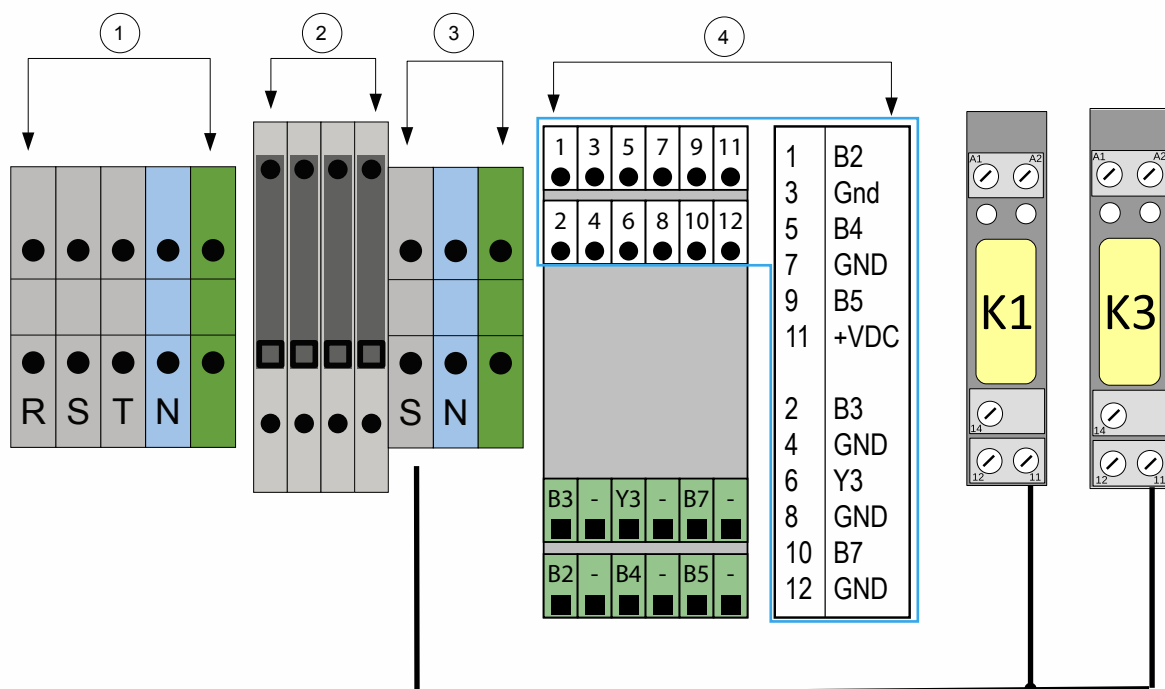 1 2 3 4
R S T N
S N
1 3 5 7 9 11
2 4 6 8 10 12
B3 - Y3 - B7 -
B2 - B4 - B5 -
1 B2
3 Gnd
5 B4
7 GND
9 B5
11 +VDC
2 B3
4 GND
6 Y3
8 GND
10 B7
12 GND
A1 A2
K1
14
12 11
A1 A2
K3
14
12 11